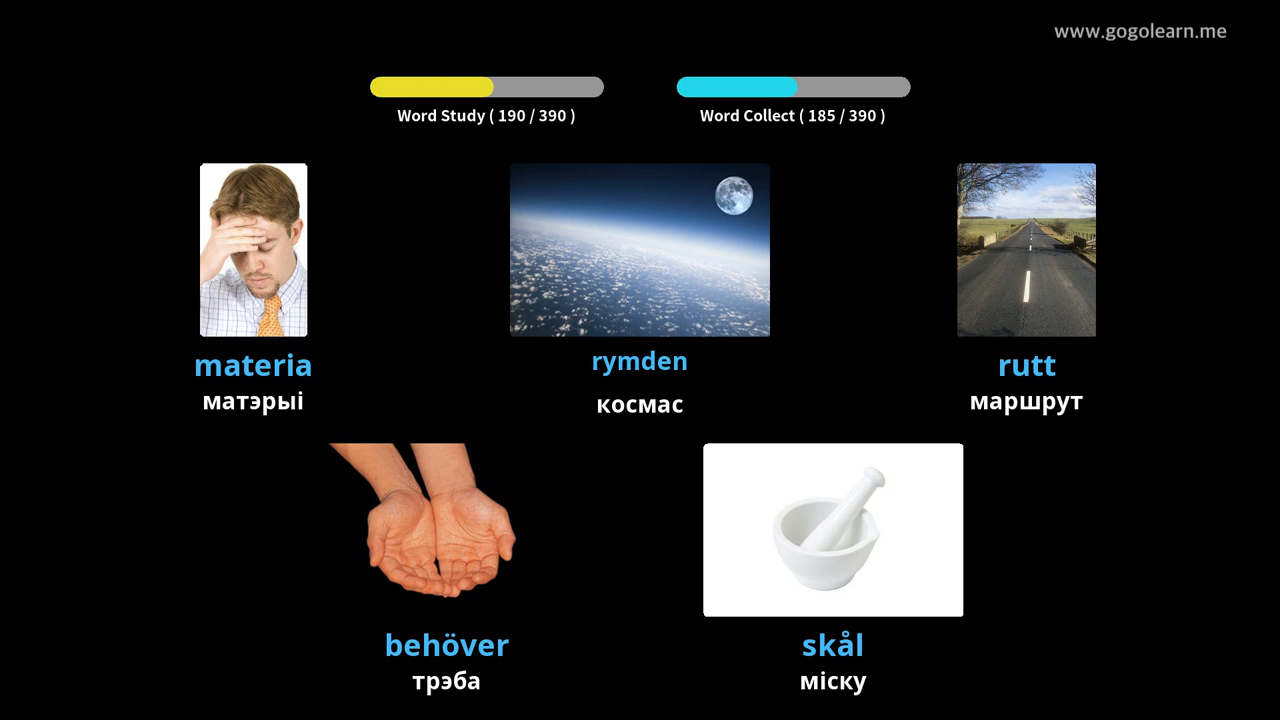 www.gogolearn.me
Word Study ( 190 / 390 )
Word Collect ( 185 / 390 )
materia
матэрыі
rymden
космас
rutt
маршрут
behöver
трэба
skål
міску